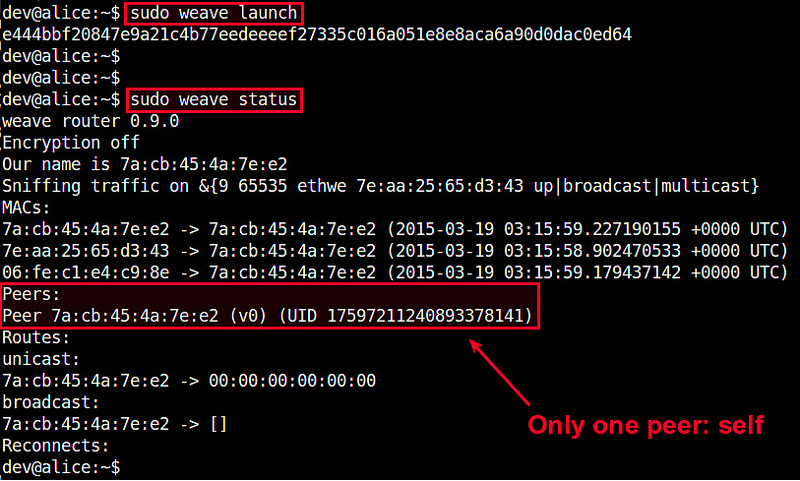 dev@alice:~$ sudo weave launch
e444bbf20847e9a21c4b77eedeeeef27335c016a051e8e8aca6a90d0dac0ed64
dev@alice:~$
dev@alice:~$
dev@alice:~$ sudo weave status
weave router 0.9.0
Encryption off
Our name is 7a:cb:45:4a:7e:e2
Sniffing traffic on &{9 65535 ethwe 7e:aa:25:65:d3:43 up|broadcast|multicast}
MACs:
7a:cb:45:4a:7e:e2 -> 7a:cb:45:4a:7e:e2 (2015-03-19 03:15:59.227190155 +0000 UTC)
7e:aa:25:65:d3:43 -> 7a:cb:45:4a:7e:e2 (2015-03-19 03:15:58.902470533 +0000 UTC)
06:fe:c1:e4:c9:8e -> 7a:cb:45:4a:7e:e2 (2015-03-19 03:15:59.179437142 +0000 UTC)
Peers:
Peer 7a:cb:45:4a:7e:e2 (v0) (UID 17597211240893378141)
Routes:
unicast:
7a:cb:45:4a:7e:e2 -> 00:00:00:00:00:00
broadcast:
7a:cb:45:4a:7e:e2 -> []
Only one peer: self
Reconnects:
dev@alice:~$